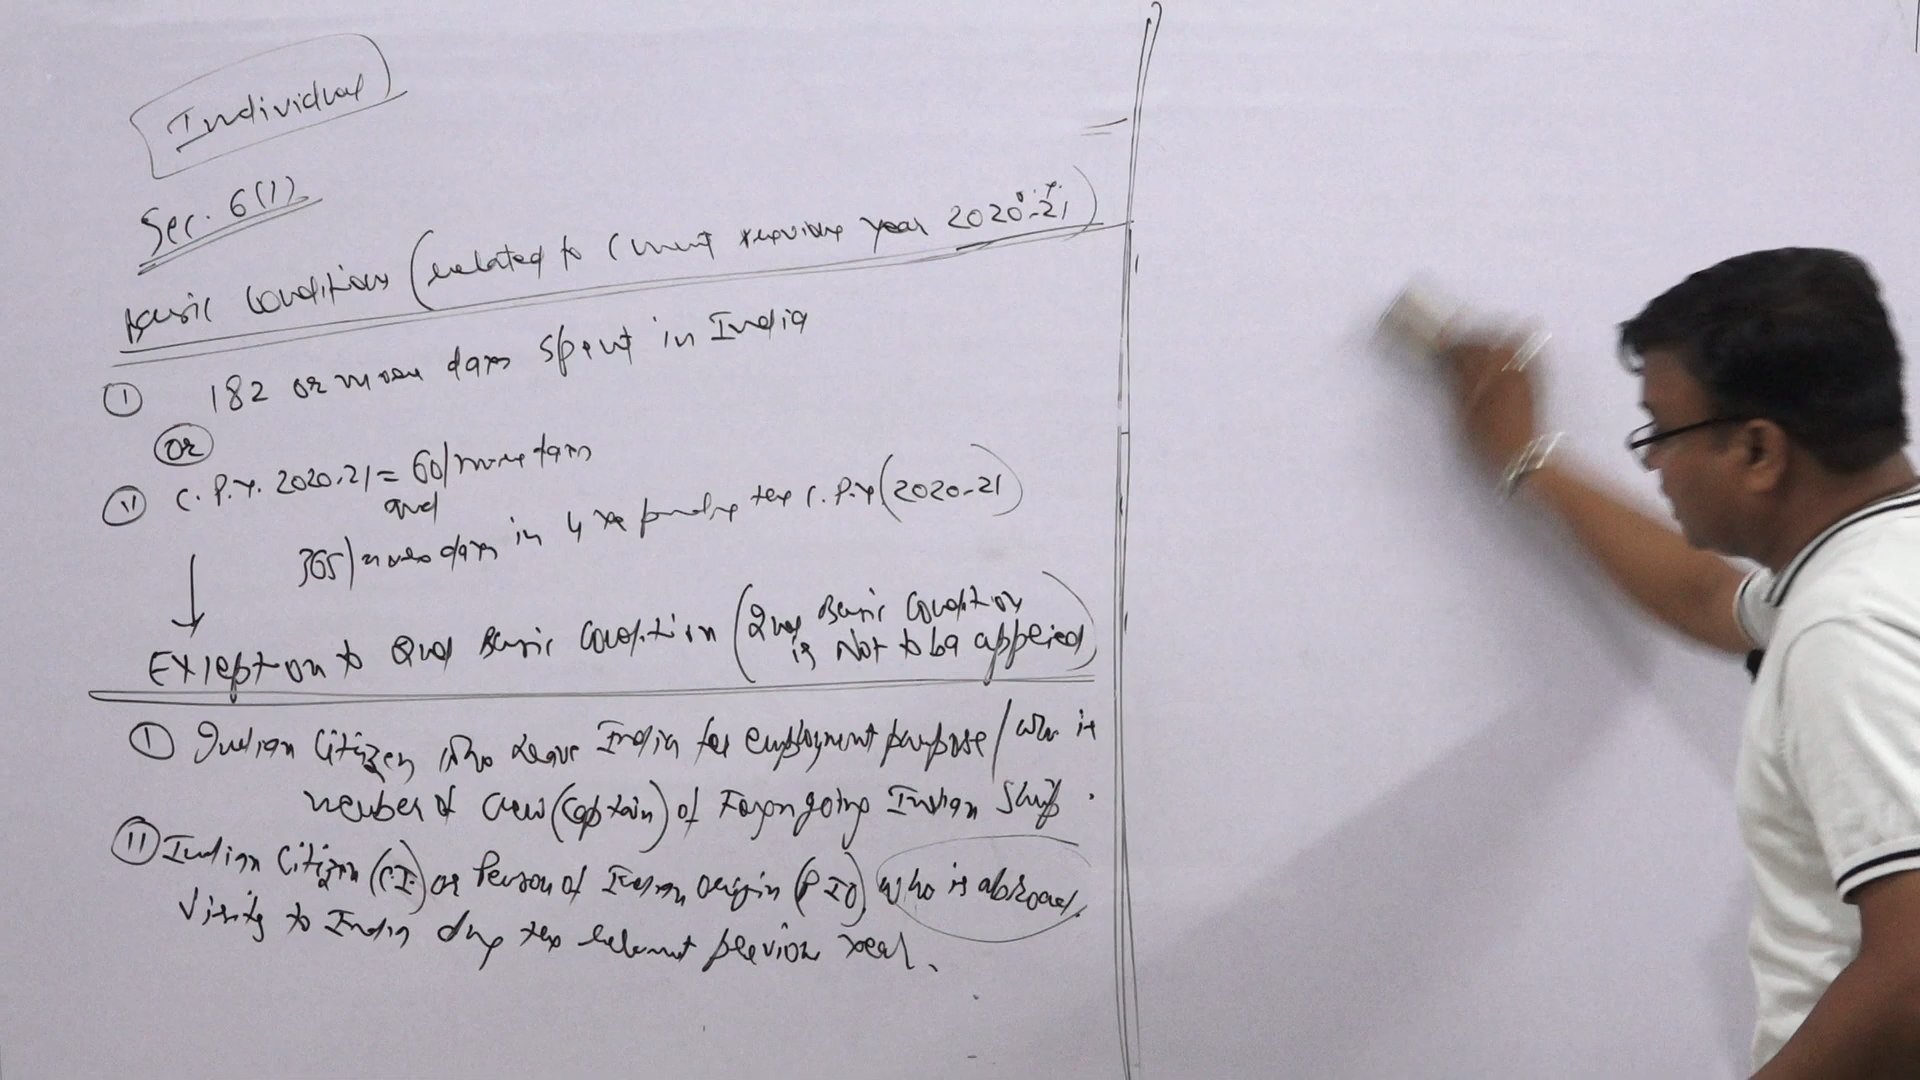 Individual
Sec. 6(1)
Basic Conditions (related to Current previous year 2020-21)
I 182 or more days spent in India
OR
II C.P.Y. 2020-21 = 60/more days
and
365/more days in 4 yrs preceding the C.P.Y (2020-21)
Exception to 2nd Basic Condition (2nd Basic Condition
is Not to be applied)
I Indian Citizen who leave India for employment purpose / who is
member of crew (Captain) of Foreign going Indian Ship.
II Indian Citizen (C.I.) or Person of Indian origin (PIO) who is abroad,
Visits to India during the relevant previous year.